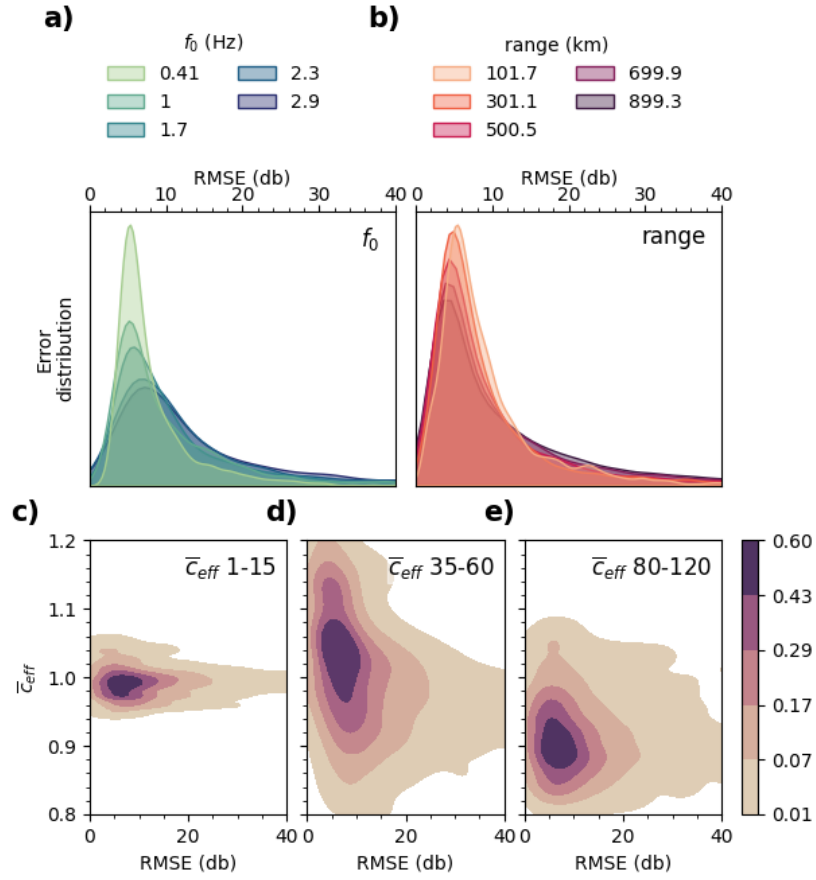 a)
f₀ (Hz)
0.41
1
1.7
2.3
2.9
b)
range (km)
101.7
301.1
500.5
699.9
899.3
RMSE (db)
0 10 20 30 40
f₀
Error
distribution
RMSE (db)
0 10 20 30 40
range
c)
1.2
1.1
1.0
0.9
0.8
c̅eff
c̅eff 1-15
0 20 40
RMSE (db)
d)
c̅eff 35-60
0 20 40
RMSE (db)
e)
c̅eff 80-120
0 20 40
RMSE (db)
0.60
0.43
0.29
0.17
0.07
0.01